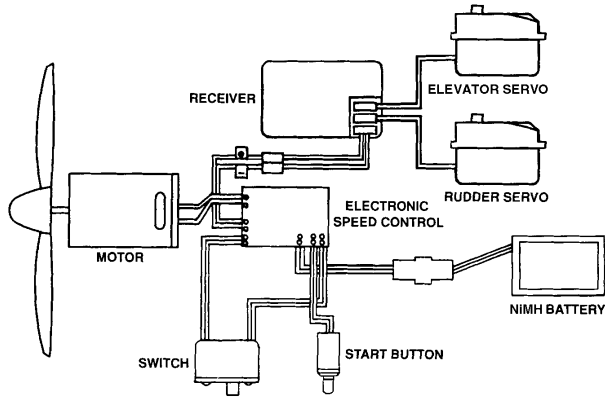 RECEIVER
ELEVATOR SERVO
RUDDER SERVO
ELECTRONIC
SPEED CONTROL
MOTOR
NiMH BATTERY
SWITCH
START BUTTON